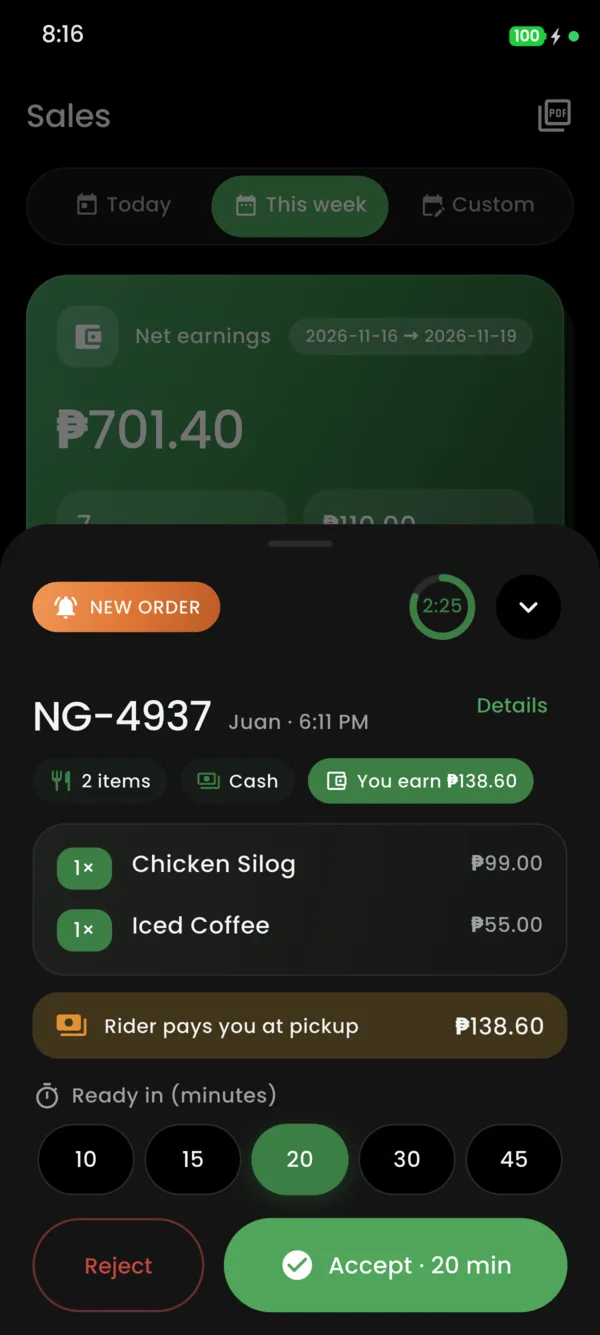 8:16
100
Sales
PDF
Today
This week
Custom
Net earnings
2026-11-16 → 2026-11-19
₱701.40
7
₱110.00
NEW ORDER
2:25
NG-4937 Juan · 6:11 PM
Details
2 items
Cash
You earn ₱138.60
1× Chicken Silog ₱99.00
1× Iced Coffee ₱55.00
Rider pays you at pickup ₱138.60
Ready in (minutes)
10 15 20 30 45
Reject
Accept · 20 min